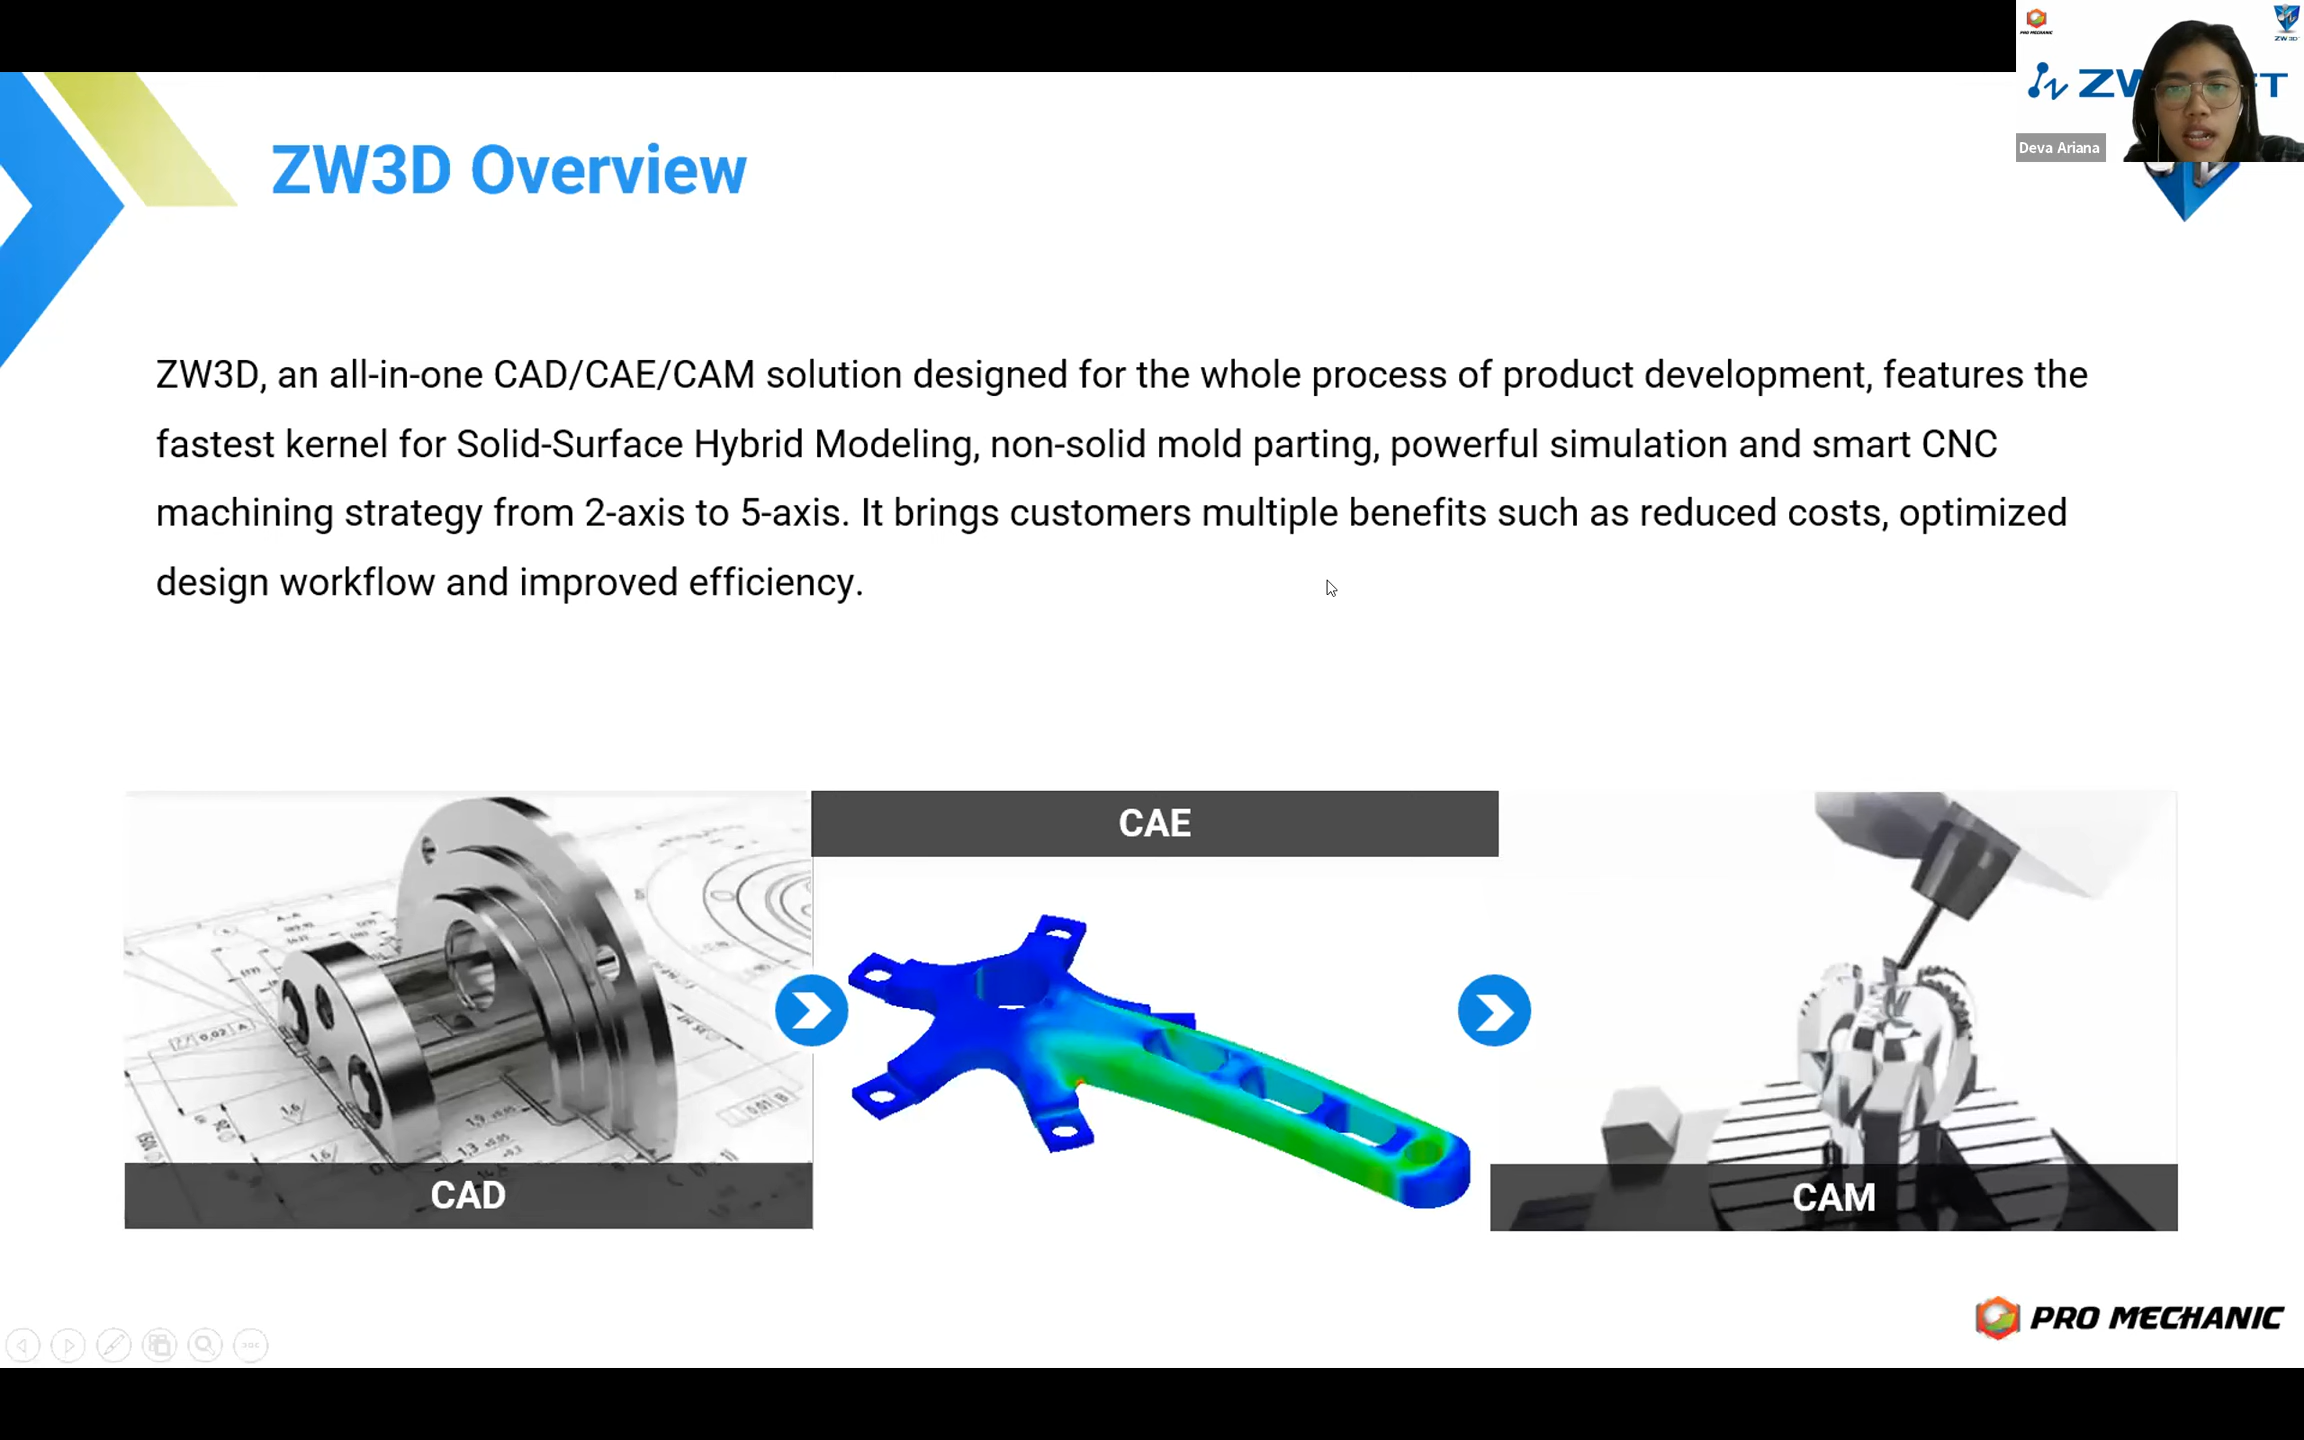 PRO MECHANIC
ZW3D
Deva Ariana
ZW3D Overview
ZW3D, an all-in-one CAD/CAE/CAM solution designed for the whole process of product development, features the
fastest kernel for Solid-Surface Hybrid Modeling, non-solid mold parting, powerful simulation and smart CNC
machining strategy from 2-axis to 5-axis. It brings customers multiple benefits such as reduced costs, optimized
design workflow and improved efficiency.
CAD
CAE
CAM
PRO MECHANIC